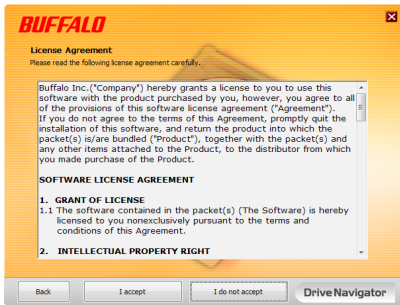 BUFFALO
License Agreement
Please read the following license agreement carefully.
Buffalo Inc.("Company") hereby grants a license to you to use this
software with the product purchased by you, however, you agree to all
of the provisions of this software license agreement ("Agreement").
If you do not agree to the terms of this Agreement, promptly quit the
installation of this software, and return the product into which the
packet(s) is/are bundled ("Product"), together with the packet(s) and
any other items attached to the Product, to the distributor from which
you made purchase of the Product.
SOFTWARE LICENSE AGREEMENT
1. GRANT OF LICENSE
1.1 The software contained in the packet(s) (The Software) is hereby
licensed to you nonexclusively pursuant to the terms and
conditions of this Agreement.
2. INTELLECTUAL PROPERTY RIGHT
Back
I accept
I do not accept
DriveNavigator